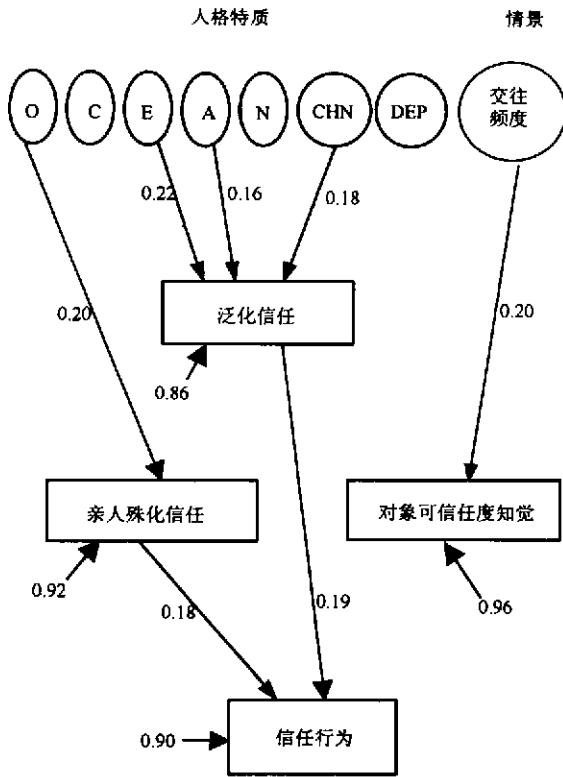 人格特质 情景
O C E A N CHN DEP 交往
频度
0.22 0.16 0.18
泛化信任
0.20 0.20
0.86
亲人殊化信任 对象可信任度知觉
0.92 0.18 0.19 0.96
信任行为
0.90